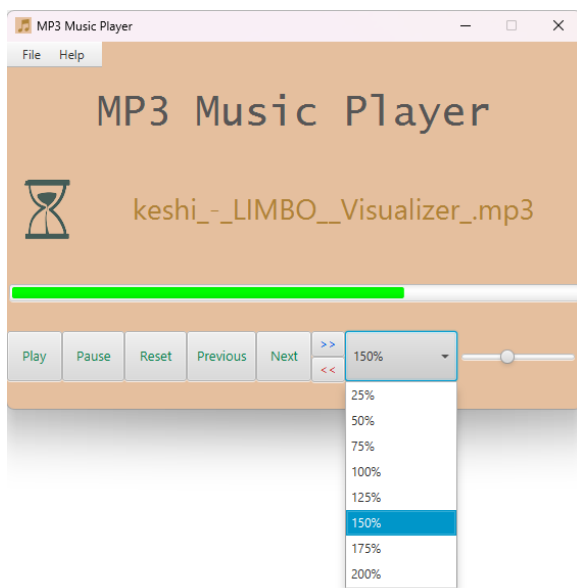 MP3 Music Player
File Help
MP3 Music Player
keshi_-_LIMBO__Visualizer_.mp3
Play Pause Reset Previous Next >> 150%
<<
25%
50%
75%
100%
125%
150%
175%
200%